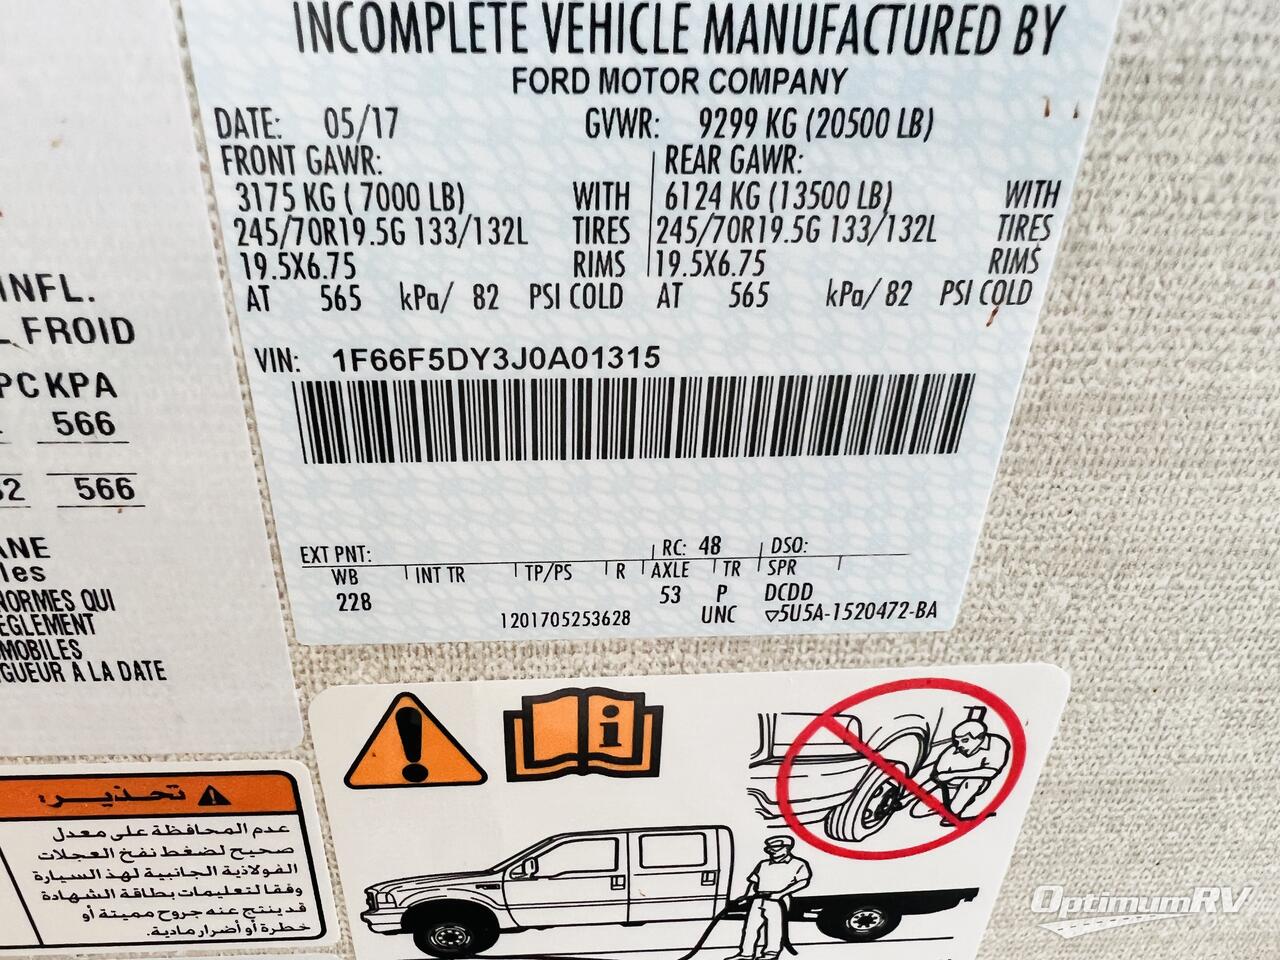 INCOMPLETE VEHICLE MANUFACTURED BY
FORD MOTOR COMPANY
DATE: 05/17 GVWR: 9299 KG (20500 LB)
FRONT GAWR: REAR GAWR:
3175 KG ( 7000 LB) WITH 6124 KG (13500 LB) WITH
245/70R19.5G 133/132L TIRES 245/70R19.5G 133/132L TIRES
19.5X6.75 RIMS 19.5X6.75 RIMS
AT 565 kPa/ 82 PSI COLD AT 565 kPa/ 82 PSI COLD
VIN: 1F66F5DY3J0A01315
EXT PNT: RC: 48 DSO:
WB INT TR TP/PS R AXLE TR SPR
228 53 P DCDD
1201705253628 UNC 5U5A-1520472-BA
INFL.
FROID
PC KPA
566
566
NORMES QUI
MOBILES
À LA DATE
تحذير:
عدم المحافظة على معدل
صحيح لضغط نفخ العجلات
الفولاذية الجانبية لهذ السيارة
وفقا لتعليمات بطاقة الشهادة
قد ينتج عنه جروح مميتة أو
خطرة أو أضرار مادية.
OptimumRV